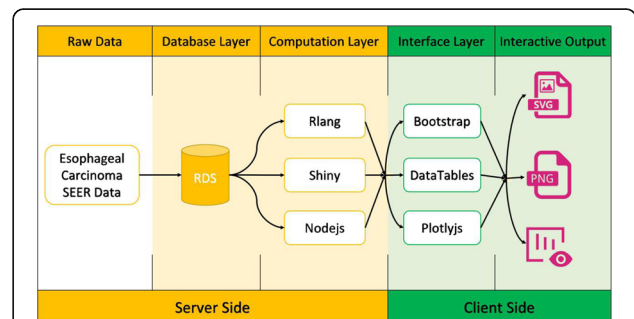 Raw Data
Database Layer
Computation Layer
Interface Layer
Interactive Output
Esophageal
Carcinoma
SEER Data
RDS
Rlang
Shiny
Nodejs
Bootstrap
DataTables
Plotlyjs
SVG
PNG
Server Side
Client Side